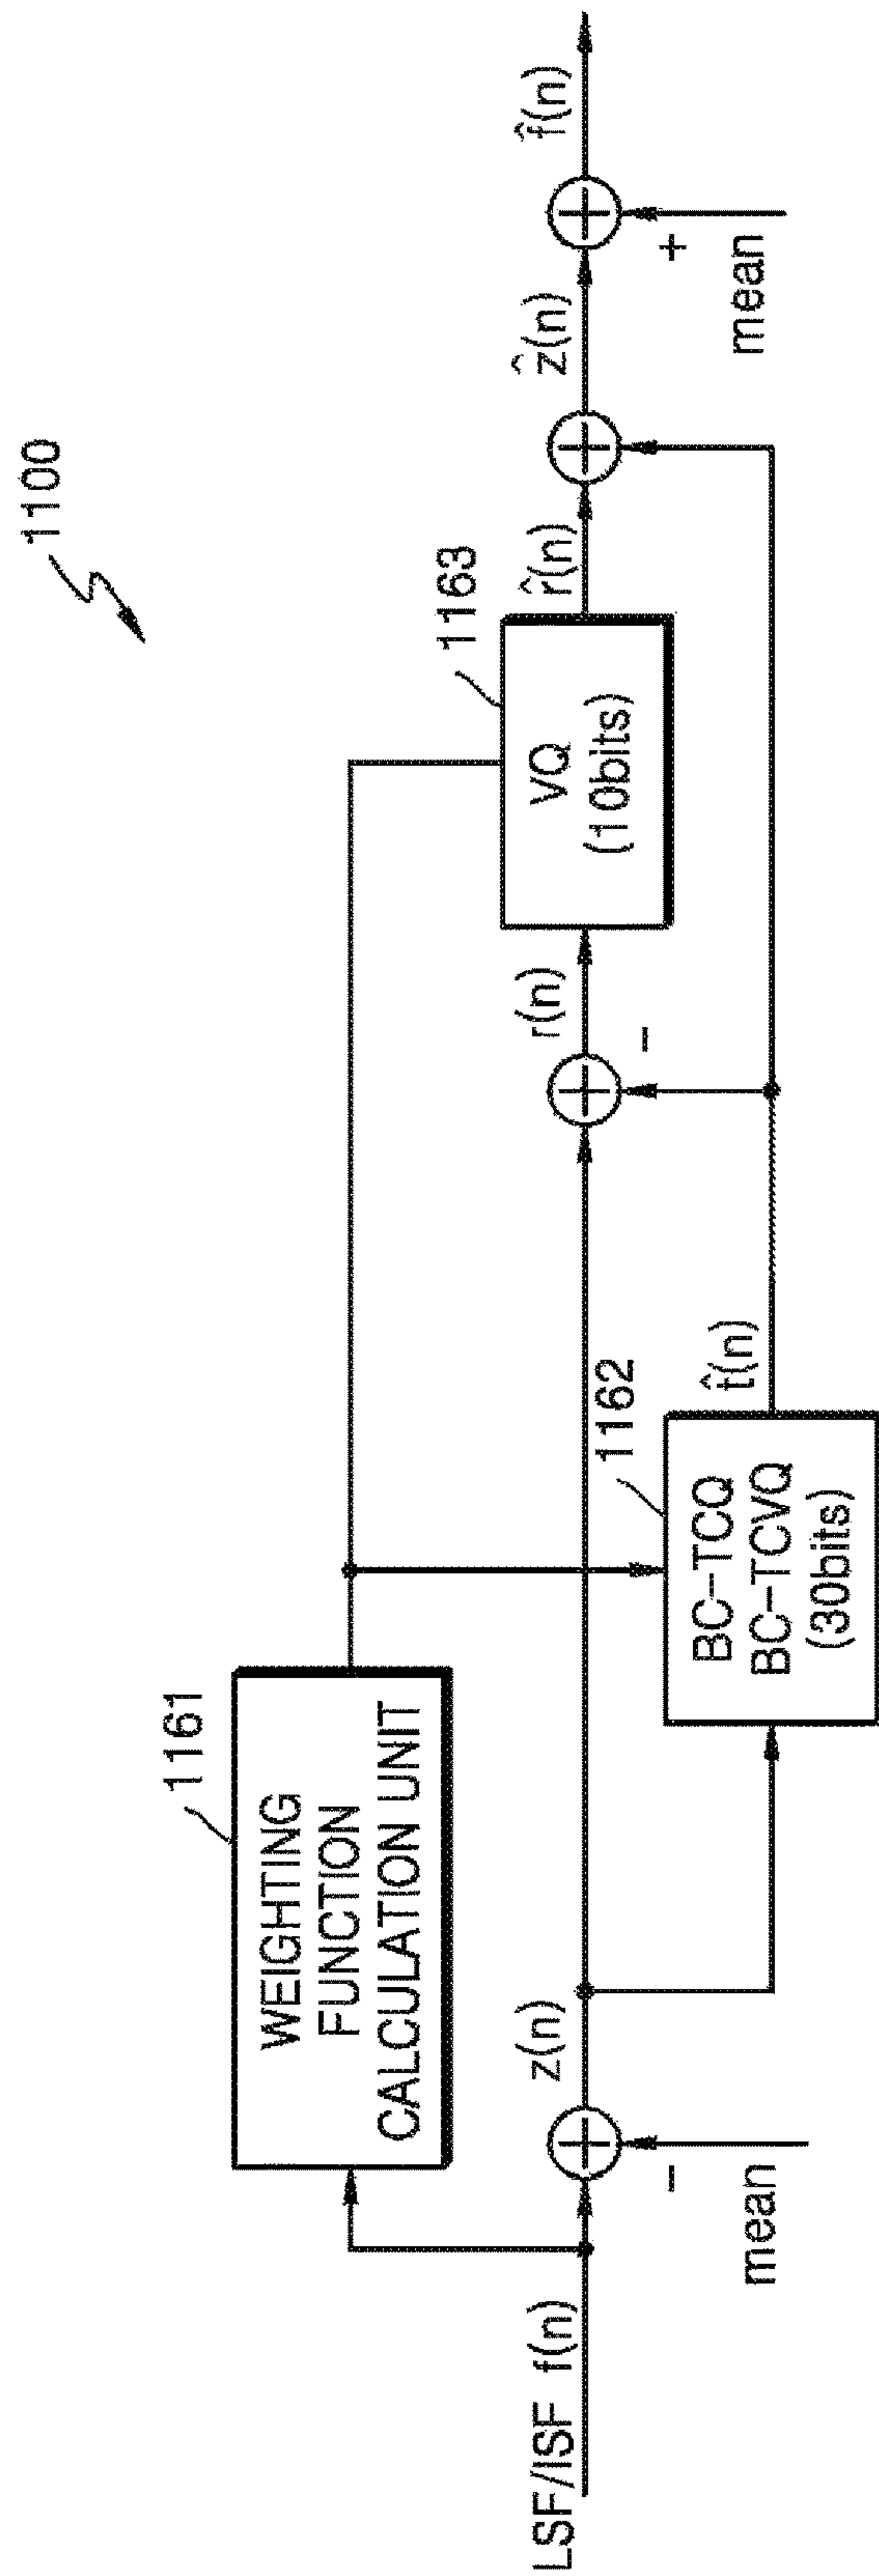 1100
1161
WEIGHTING
FUNCTION
CALCULATION UNIT
1163
VQ
(10bits)
LSF/ISF f(n)
z(n)
r(n)
r̂(n)
ẑ(n)
f̂(n)
-
mean
1162
BC-TCQ
BC-TCVQ
(30bits)
t̂(n)
-
+
mean